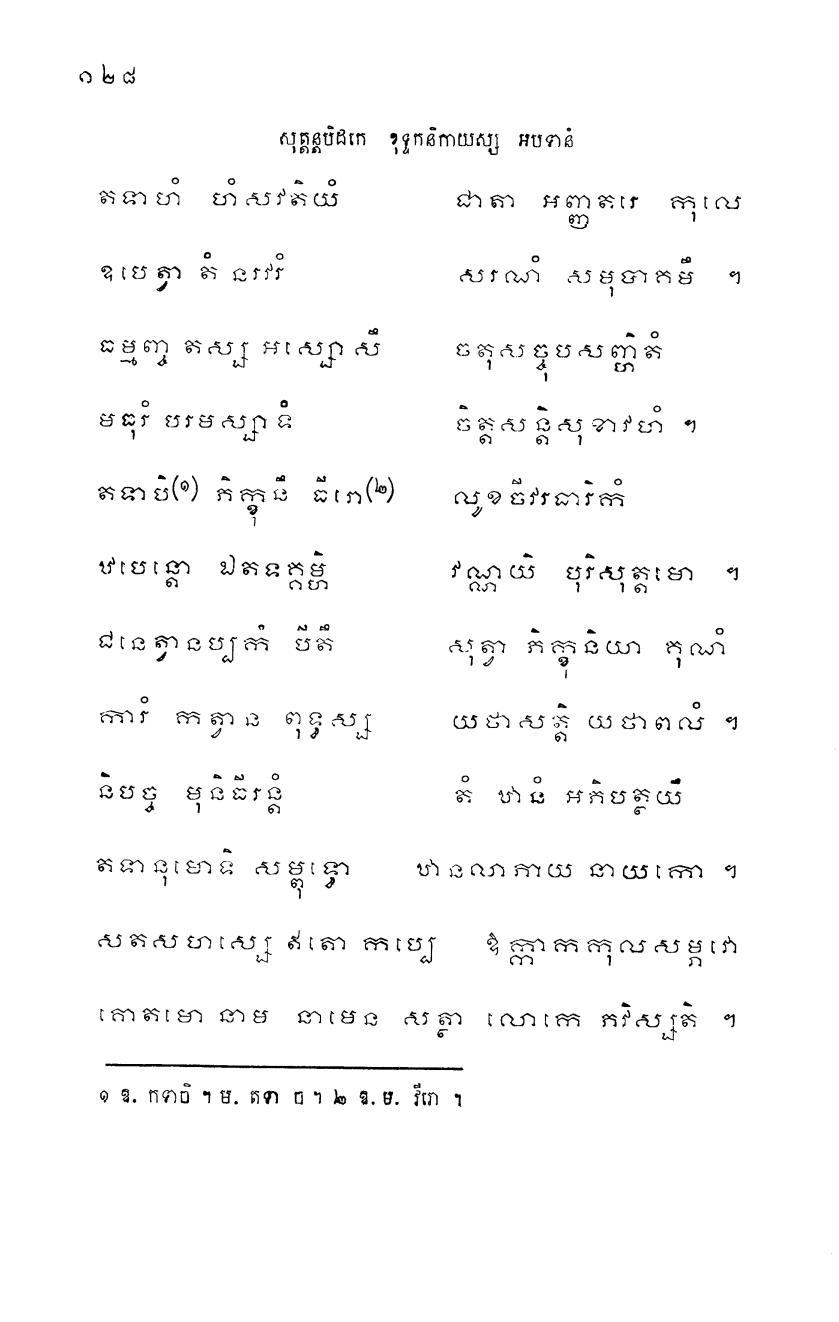 ១២៨
សុត្តន្តបិដកេ ខុទ្ទកនិកាយស្ស អបទានំ
តទាហំ ហំសវតិយំ ជាតា អញ្ញតរេ កុលេ
ឧបេត្វា តំ នរវរំ សរណំ សមុបាគមឹ ។
ធម្មញ្ច តស្ស អស្សោសឹ ចតុសច្ចុបសញ្ហិតំ
មធុរំ បរមស្សាទំ ចិត្តសន្តិសុខាវហំ ។
តទាបិ(១) ភិក្ខុនឹ ធីរោ(២) លូខចីវរធារិកំ
ឋបេន្តោ ឯតទគ្គម្ហិ វណ្ណយិ បុរិសុត្តមោ ។
ជនេត្វានប្បកំ បីតឹ សុត្វា ភិក្ខុនិយា គុណំ
ការំ កត្វាន ពុទ្ធស្ស យថាសត្តិ យថាពលំ ។
និបច្ច មុនិធីរន្តំ តំ ឋានំ អភិបត្ថយឹ
តទានុមោទិ សម្ពុទ្ធោ ឋានលាភាយ នាយកោ ។
សតសហស្សេ ឥតោ កប្បេ ឱក្កាកកុលសម្ភវោ
គោតមោ នាម នាមេន សត្ថា លោកេ ភវិស្សតិ ។
១ ឧ. កទាចិ ។ ម. តទា ច ។ ២ ឧ. ម. វីរោ ។